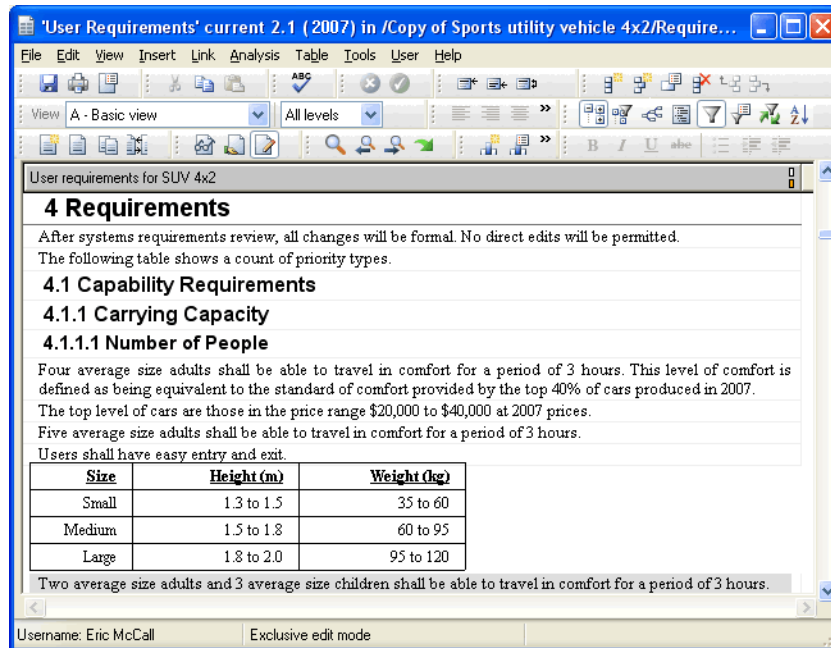 'User Requirements' current 2.1 (2007) in /Copy of Sports utility vehicle 4x2/Require...
File Edit View Insert Link Analysis Table Tools User Help
ABC
View A - Basic view All levels »
» B I U abc
User requirements for SUV 4x2
4 Requirements
After systems requirements review, all changes will be formal. No direct edits will be permitted.
The following table shows a count of priority types.
4.1 Capability Requirements
4.1.1 Carrying Capacity
4.1.1.1 Number of People
Four average size adults shall be able to travel in comfort for a period of 3 hours. This level of comfort is
defined as being equivalent to the standard of comfort provided by the top 40% of cars produced in 2007.
The top level of cars are those in the price range $20,000 to $40,000 at 2007 prices.
Five average size adults shall be able to travel in comfort for a period of 3 hours.
Users shall have easy entry and exit.
Size Height (m) Weight (kg)
Small 1.3 to 1.5 35 to 60
Medium 1.5 to 1.8 60 to 95
Large 1.8 to 2.0 95 to 120
Two average size adults and 3 average size children shall be able to travel in comfort for a period of 3 hours.
Username: Eric McCall Exclusive edit mode